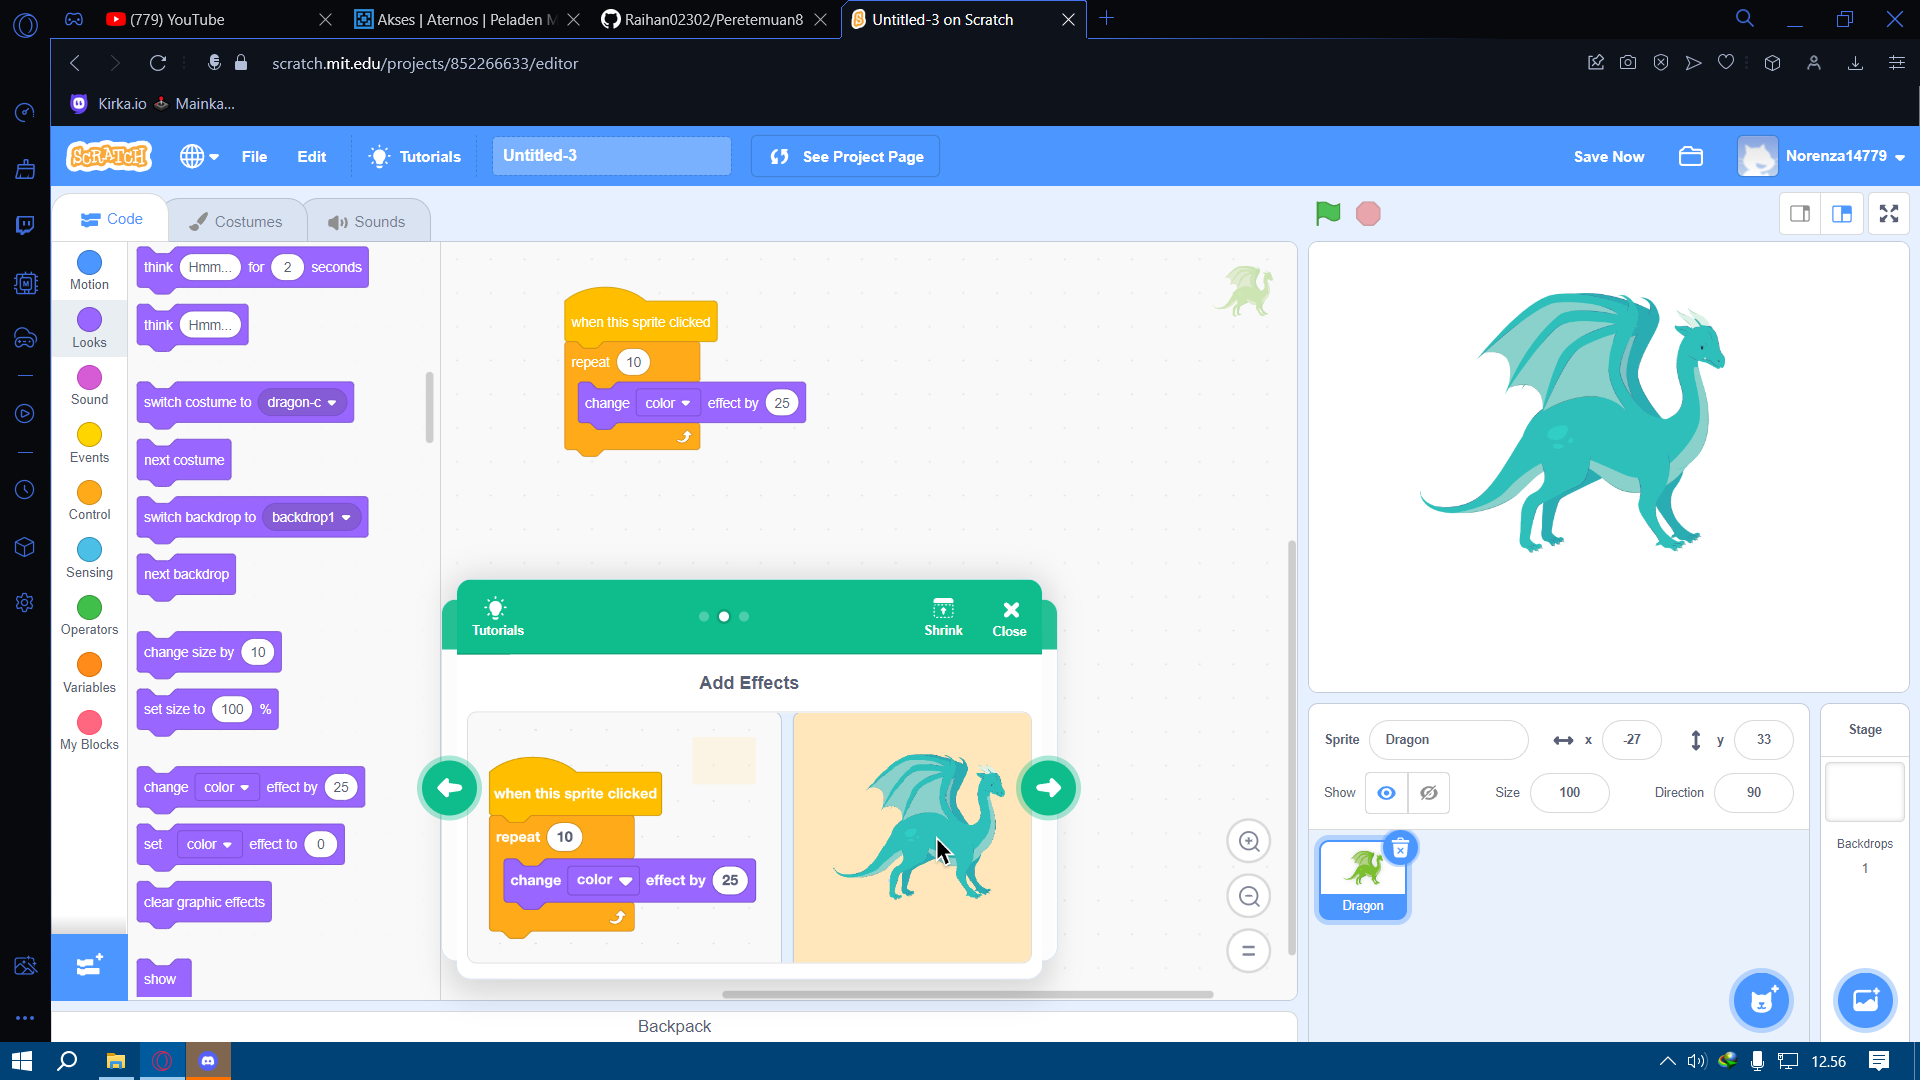 (779) YouTube
Akses | Aternos | Peladen
Raihan02302/Peretemuan8
Untitled-3 on Scratch
scratch.mit.edu/projects/852266633/editor
Kirka.io
Mainka...
SCRATCH
File
Edit
Tutorials
Untitled-3
See Project Page
Save Now
Norenza14779
Code
Costumes
Sounds
Motion
Looks
Sound
Events
Control
Sensing
Operators
Variables
My Blocks
think Hmm... for 2 seconds
think Hmm...
switch costume to dragon-c
next costume
switch backdrop to backdrop1
next backdrop
change size by 10
set size to 100 %
change color effect by 25
set color effect to 0
clear graphic effects
show
when this sprite clicked
repeat 10
change color effect by 25
Tutorials
Shrink
Close
Add Effects
when this sprite clicked
repeat 10
change color effect by 25
Backpack
Sprite Dragon x -27 y 33
Show Size 100 Direction 90
Dragon
Stage
Backdrops
1
12.56